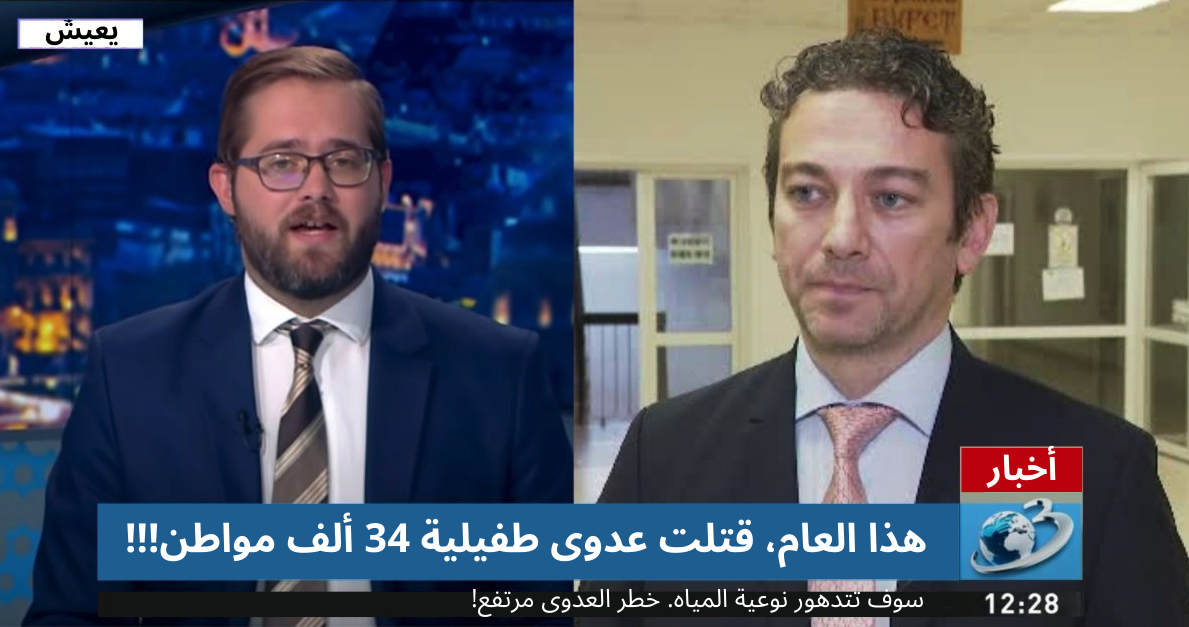 يعيش
أخبار
هذا العام، قتلت عدوى طفيلية 34 ألف مواطن!!!
سوف تتدهور نوعية المياه. خطر العدوى مرتفع!
12:28